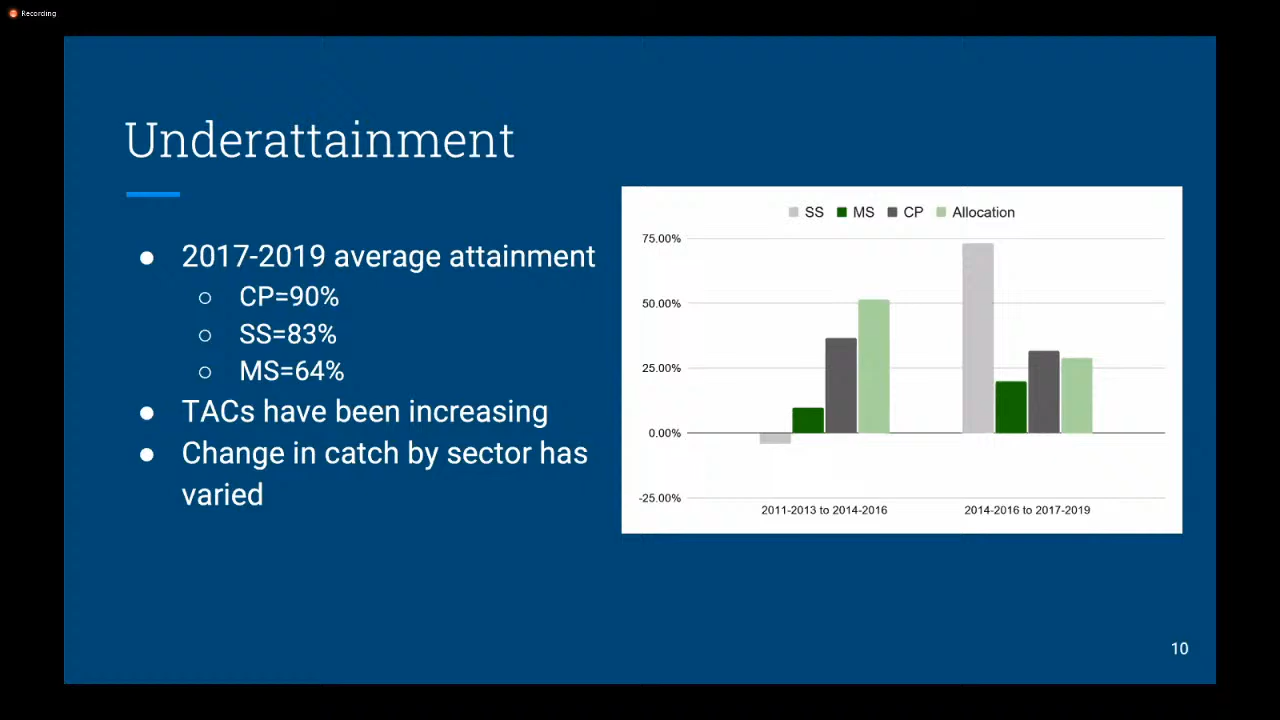 Recording
Underattainment
● 2017-2019 average attainment
○ CP=90%
○ SS=83%
○ MS=64%
● TACs have been increasing
● Change in catch by sector has
varied
SS MS CP Allocation
75.00%
50.00%
25.00%
0.00%
-25.00%
2011-2013 to 2014-2016 2014-2016 to 2017-2019
10